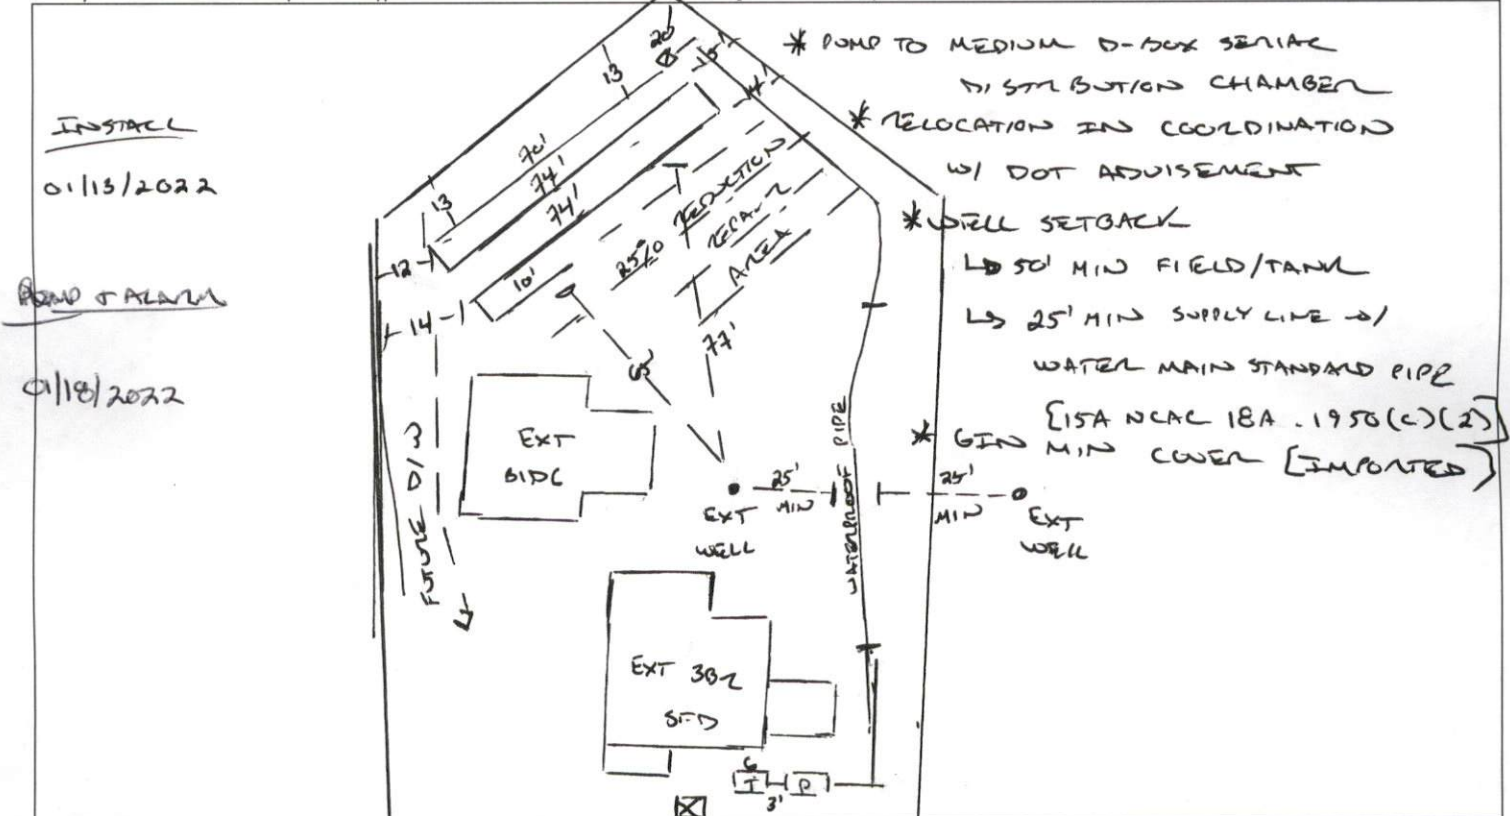 INSTALL
01/13/2022
PUMP & ALARM
01/18/2022
* PUMP TO MEDIUM D-BOX SERIAL
DISTRIBUTION CHAMBER
* RELOCATION IN COORDINATION
W/ DOT ADVISEMENT
* WELL SETBACK
↳ 50' MIN FIELD/TANK
↳ 25' MIN SUPPLY LINE W/
WATER MAIN STANDARD PIPE
[15A NCAC 18A .1950(C)(2)]
* 6IN MIN COVER [IMPORTED]
20'
13
15'
14'
70'
74'
74'
13
12
14
10'
25% REDUCTION
REPAIR
AREA
77'
FUTURE D/W
EXT
BLDG
EXT
WELL
25'
MIN
WATERPROOF PIPE
25'
MIN
EXT
WELL
EXT 3BR
SFD
6
T
3'
P